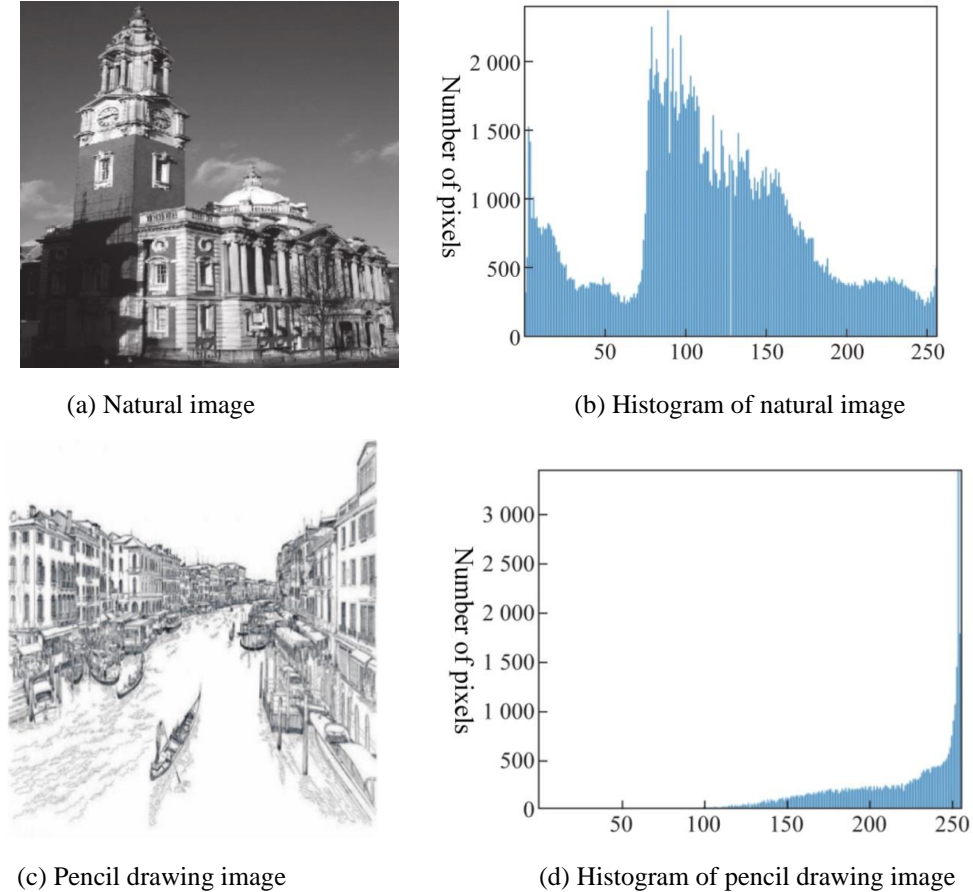 2 000
1 500
1 000
500
0
Number of pixels
50 100 150 200 250
(a) Natural image
(b) Histogram of natural image
3 000
2 500
2 000
1 500
1 000
500
0
Number of pixels
50 100 150 200 250
(c) Pencil drawing image
(d) Histogram of pencil drawing image